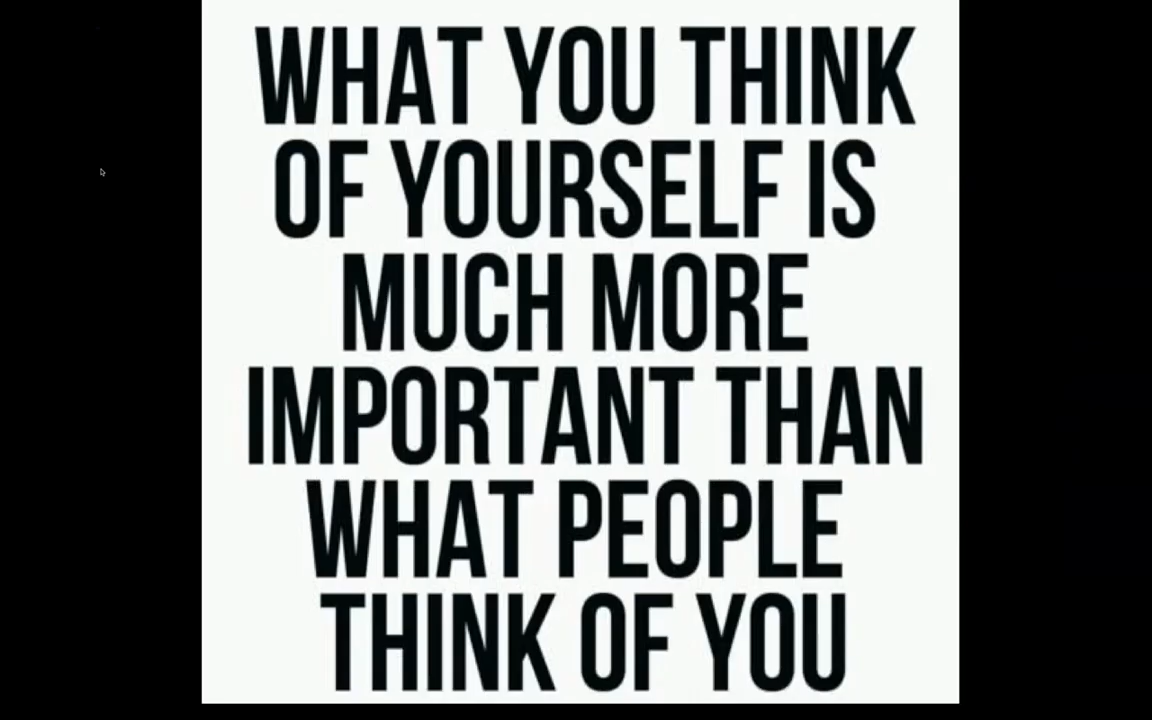 WHAT YOU THINK
OF YOURSELF IS
MUCH MORE
IMPORTANT THAN
WHAT PEOPLE
THINK OF YOU